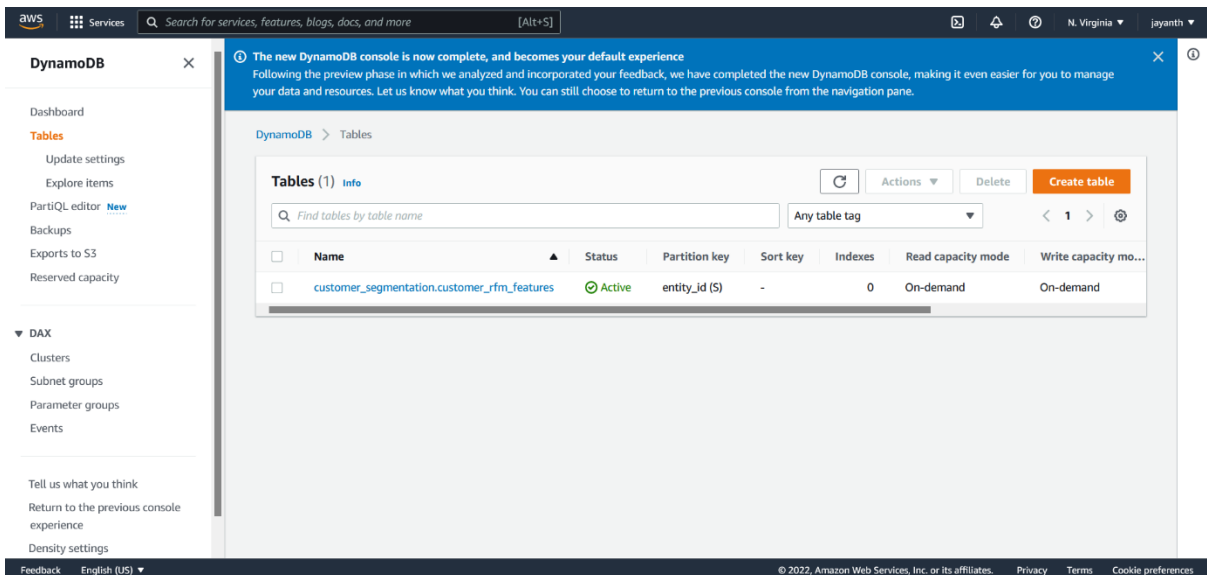 aws Services Search for services, features, blogs, docs, and more [Alt+S] N. Virginia ▼ jayanth ▼
DynamoDB
Dashboard
Tables
Update settings
Explore items
PartiQL editor New
Backups
Exports to S3
Reserved capacity
▼ DAX
Clusters
Subnet groups
Parameter groups
Events
Tell us what you think
Return to the previous console
experience
Density settings
The new DynamoDB console is now complete, and becomes your default experience
Following the preview phase in which we analyzed and incorporated your feedback, we have completed the new DynamoDB console, making it even easier for you to manage
your data and resources. Let us know what you think. You can still choose to return to the previous console from the navigation pane.
DynamoDB > Tables
Tables (1) Info Actions ▼ Delete Create table
Find tables by table name Any table tag ▼ < 1 >
Name ▲ Status Partition key Sort key Indexes Read capacity mode Write capacity mo...
customer_segmentation.customer_rfm_features Active entity_id (S) - 0 On-demand On-demand
Feedback English (US) ▼ © 2022, Amazon Web Services, Inc. or its affiliates. Privacy Terms Cookie preferences